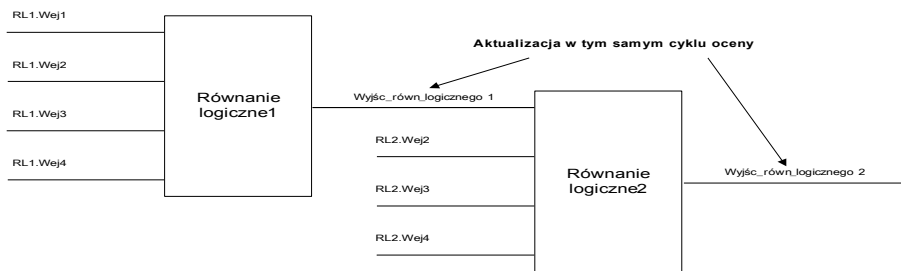 RL1.Wej1
RL1.Wej2
RL1.Wej3
RL1.Wej4
Równanie
logiczne1
Aktualizacja w tym samym cyklu oceny
Wyjśc_równ_logicznego 1
RL2.Wej2
RL2.Wej3
RL2.Wej4
Równanie
logiczne2
Wyjśc_równ_logicznego 2